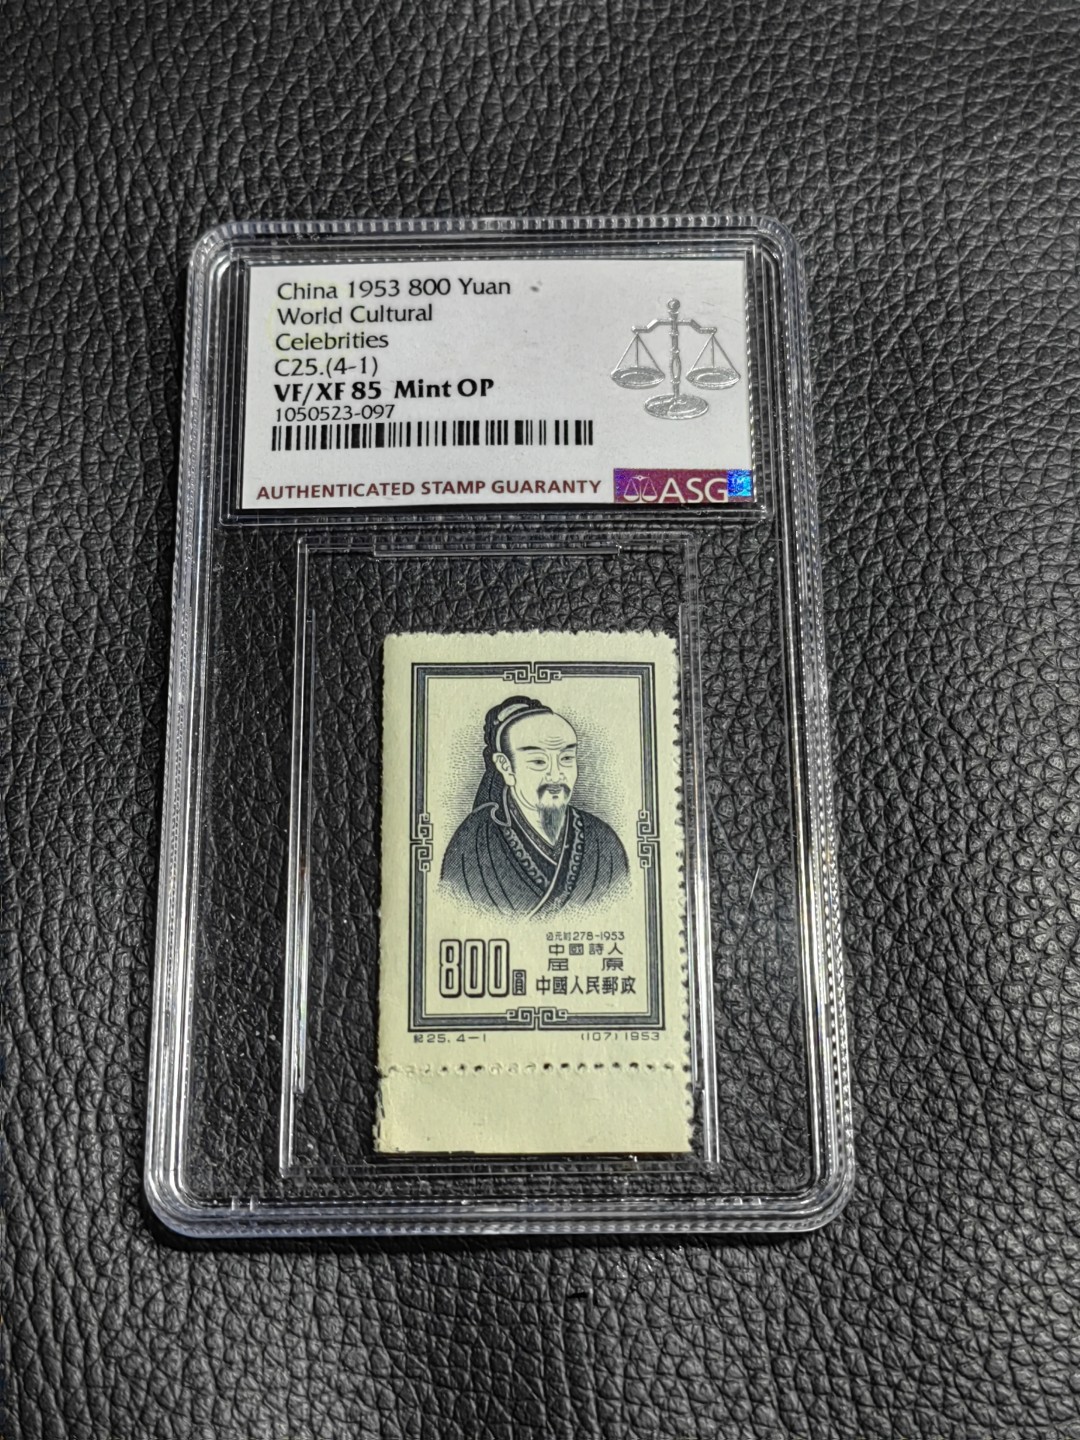 China 1953 800 Yuan
World Cultural
Celebrities
C25.(4-1)
VF/XF 85 Mint OP
1050523-097
AUTHENTICATED STAMP GUARANTY ASG
公元前278-1953
中國詩人
屈原
800圓 中國人民郵政
紀25.4-1 (107)1953